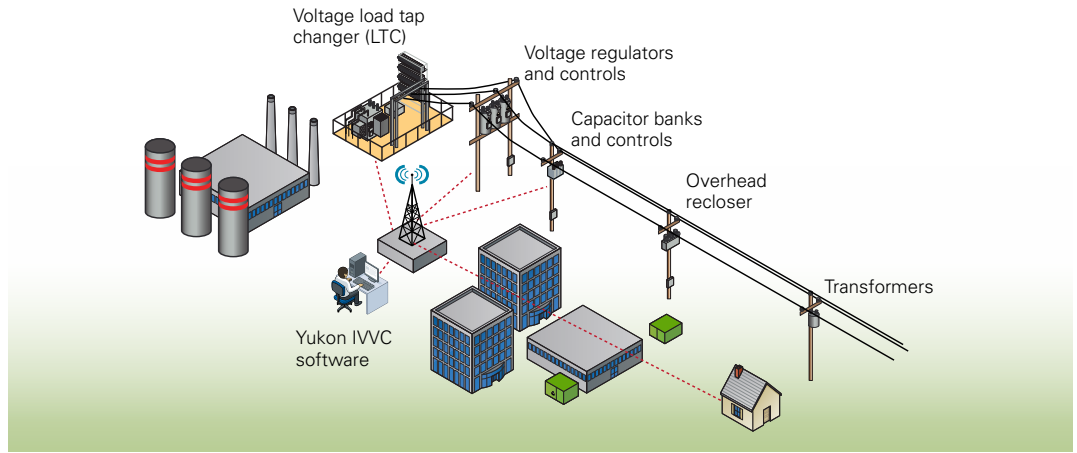 Voltage load tap
changer (LTC)
Voltage regulators
and controls
Capacitor banks
and controls
Overhead
recloser
Transformers
Yukon IVVC
software